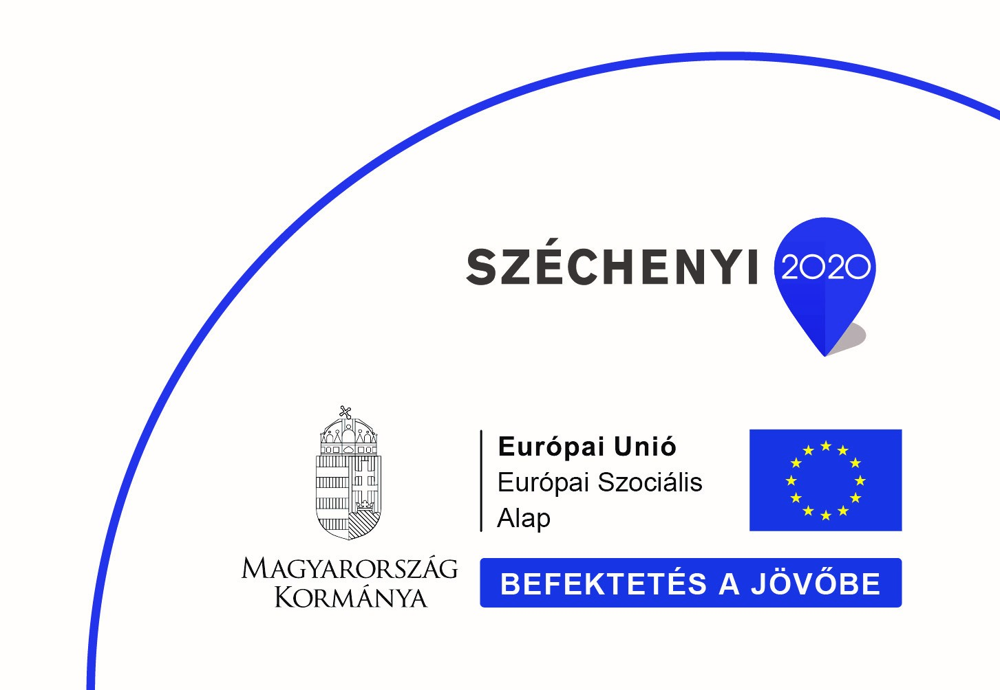 SZÉCHENYI 2020
Európai Unió
Európai Szociális
Alap
MAGYARORSZÁG
KORMÁNYA
BEFEKTETÉS A JÖVŐBE